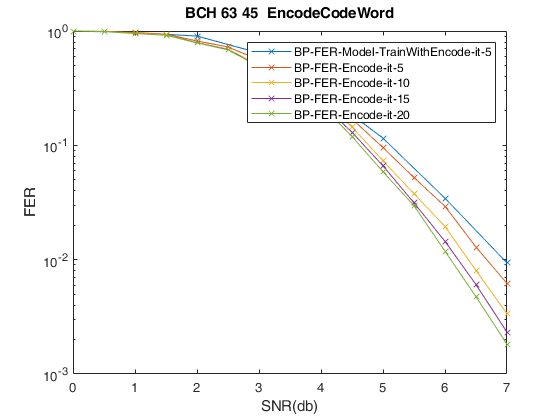 BCH 63 45 EncodeCodeWord
10^0
BP-FER-Model-TrainWithEncode-it-5
BP-FER-Encode-it-5
BP-FER-Encode-it-10
BP-FER-Encode-it-15
BP-FER-Encode-it-20
10^-1
FER
10^-2
10^-3
0 1 2 3 4 5 6 7
SNR(db)